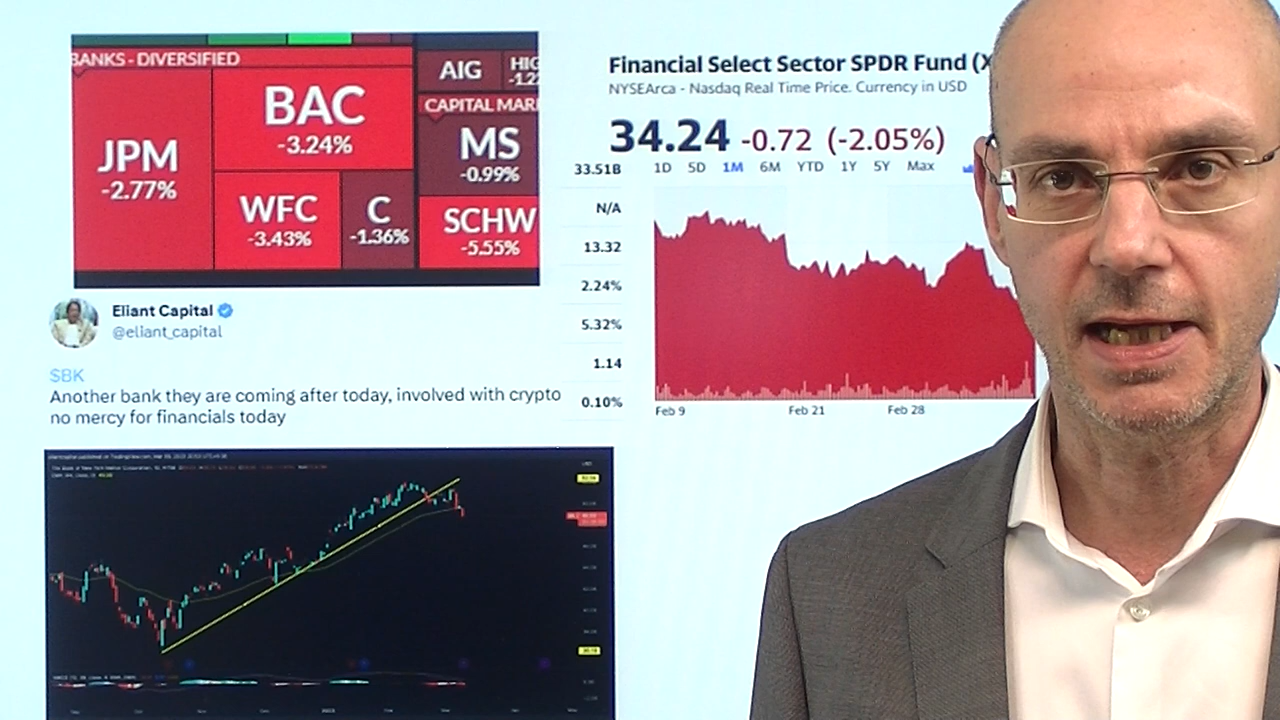 BANKS - DIVERSIFIED
JPM
-2.77%
BAC
-3.24%
WFC
-3.43%
C
-1.36%
AIG
HIG
-1.22
CAPITAL MAR
MS
-0.99%
SCHW
-5.55%
Eliant Capital
@eliant_capital
$BK
Another bank they are coming after today, involved with crypto
no mercy for financials today
33.51B
N/A
13.32
2.24%
5.32%
1.14
0.10%
Financial Select Sector SPDR Fund (X
NYSEArca - Nasdaq Real Time Price. Currency in USD
34.24 -0.72 (-2.05%)
1D 5D 1M 6M YTD 1Y 5Y Max
Feb 9 Feb 21 Feb 28